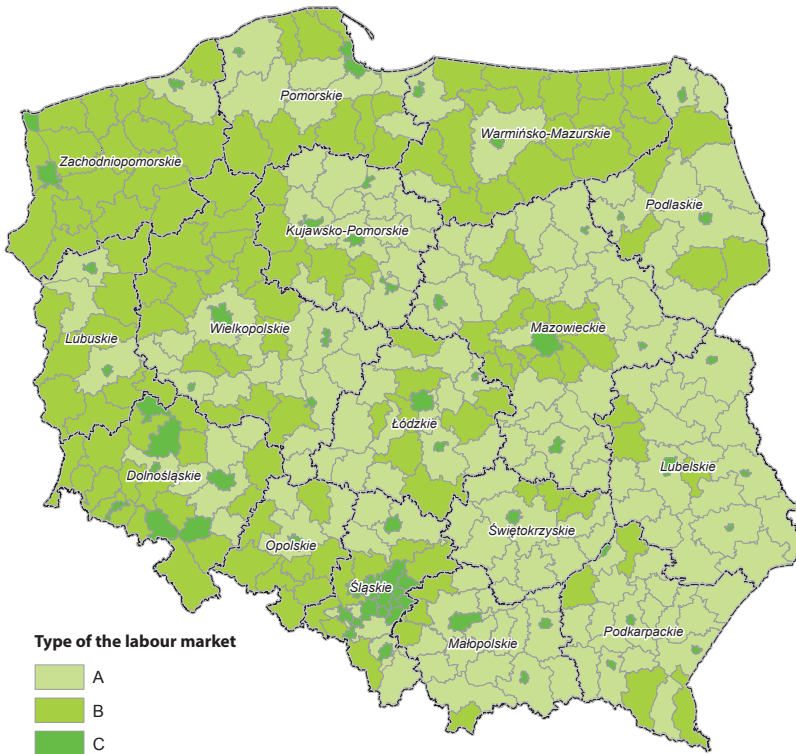 Pomorskie
Warmińsko-Mazurskie
Zachodniopomorskie
Podlaskie
Kujawsko-Pomorskie
Wielkopolskie
Mazowieckie
Lubuskie
Łódzkie
Lubelskie
Dolnośląskie
Świętokrzyskie
Opolskie
Śląskie
Podkarpackie
Małopolskie
Type of the labour market
A
B
C